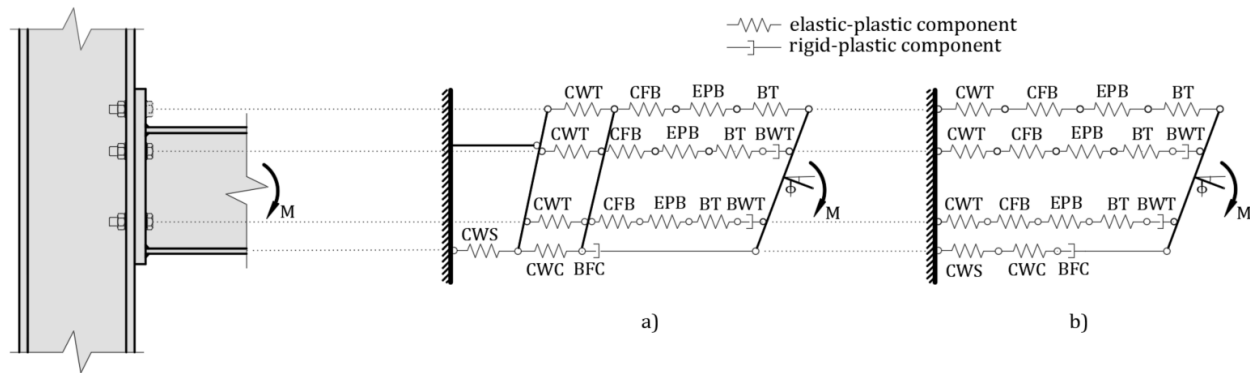 elastic-plastic component
rigid-plastic component
CWT CFB EPB BT
CWT CFB EPB BT BWT
CWT CFB EPB BT BWT
CWS CWC BFC
ϕ
M
M
a)
CWT CFB EPB BT
CWT CFB EPB BT BWT
CWT CFB EPB BT BWT
CWS CWC BFC
ϕ
M
b)